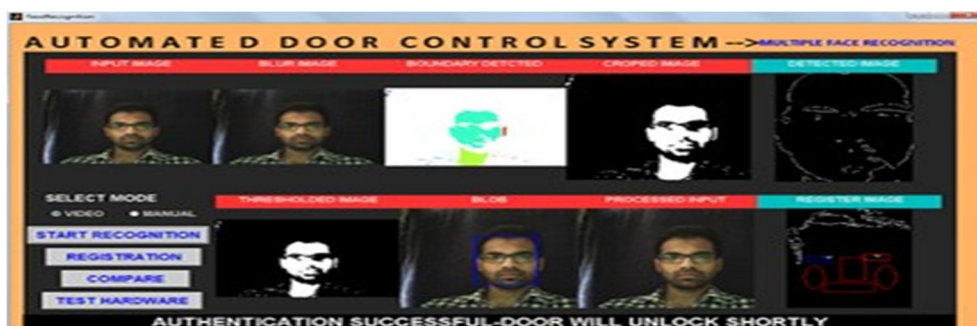 FaceRecognition
AUTOMATED DOOR CONTROL SYSTEM-->MULTIPLE FACE RECOGNITION
INPUT IMAGE BLUR IMAGE BOUNDARY DETCTED CROPED IMAGE DETECTED IMAGE
SELECT MODE
VIDEO MANUAL
THRESHOLDED IMAGE BLOB PROCESSED INPUT REGISTER IMAGE
START RECOGNITION
REGISTRATION
COMPARE
TEST HARDWARE
AUTHENTICATION SUCCESSFUL-DOOR WILL UNLOCK SHORTLY